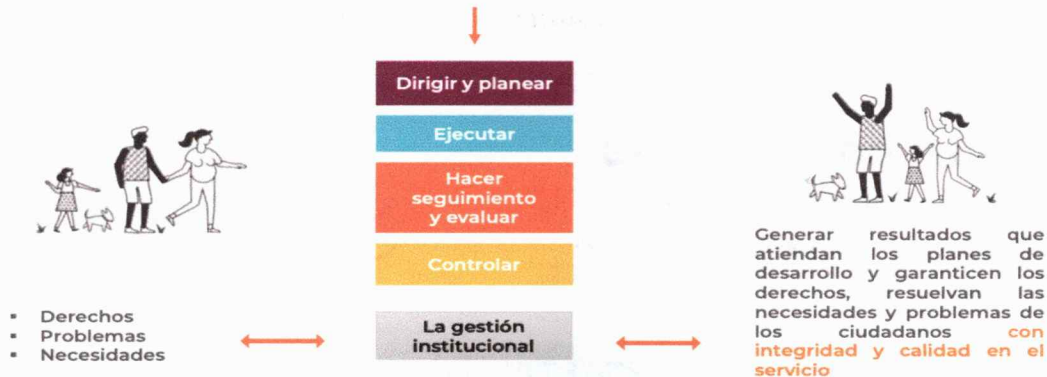 Dirigir y planear
Ejecutar
Hacer
seguimiento
y evaluar
Controlar
La gestión
institucional
▪ Derechos
▪ Problemas
▪ Necesidades
Generar resultados que
atiendan los planes de
desarrollo y garanticen los
derechos, resuelvan las
necesidades y problemas de
los ciudadanos con
integridad y calidad en el
servicio